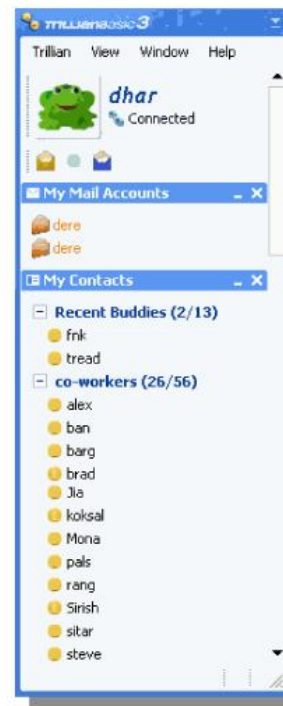 trillian basic 3
Trillian View Window Help
dhar
Connected
My Mail Accounts
dere
dere
My Contacts
Recent Buddies (2/13)
fnk
tread
co-workers (26/56)
alex
ban
barg
brad
Jia
koksal
Mona
pals
rang
Sirish
sitar
steve